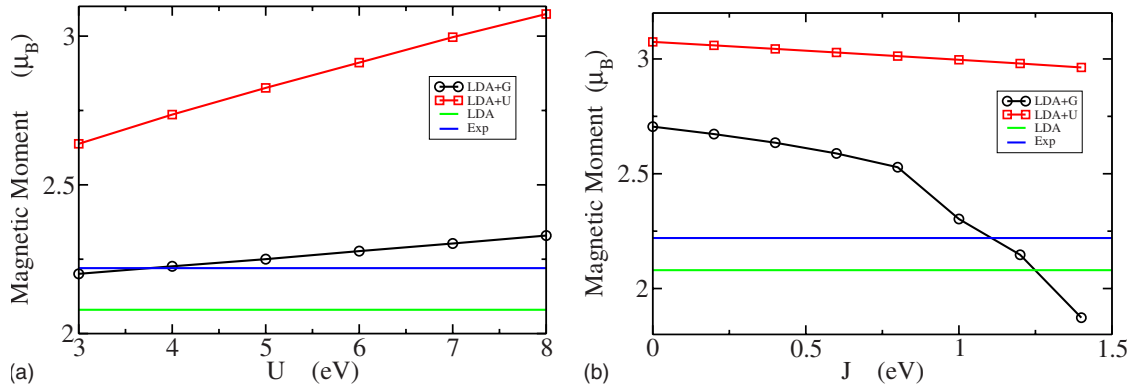 3
2.5
2
Magnetic Moment (μB)
LDA+G
LDA+U
LDA
Exp
3 4 5 6 7 8
(a)
U (eV)
3
2.5
2
Magnetic Moment (μB)
LDA+G
LDA+U
LDA
Exp
0 0.5 1 1.5
(b)
J (eV)